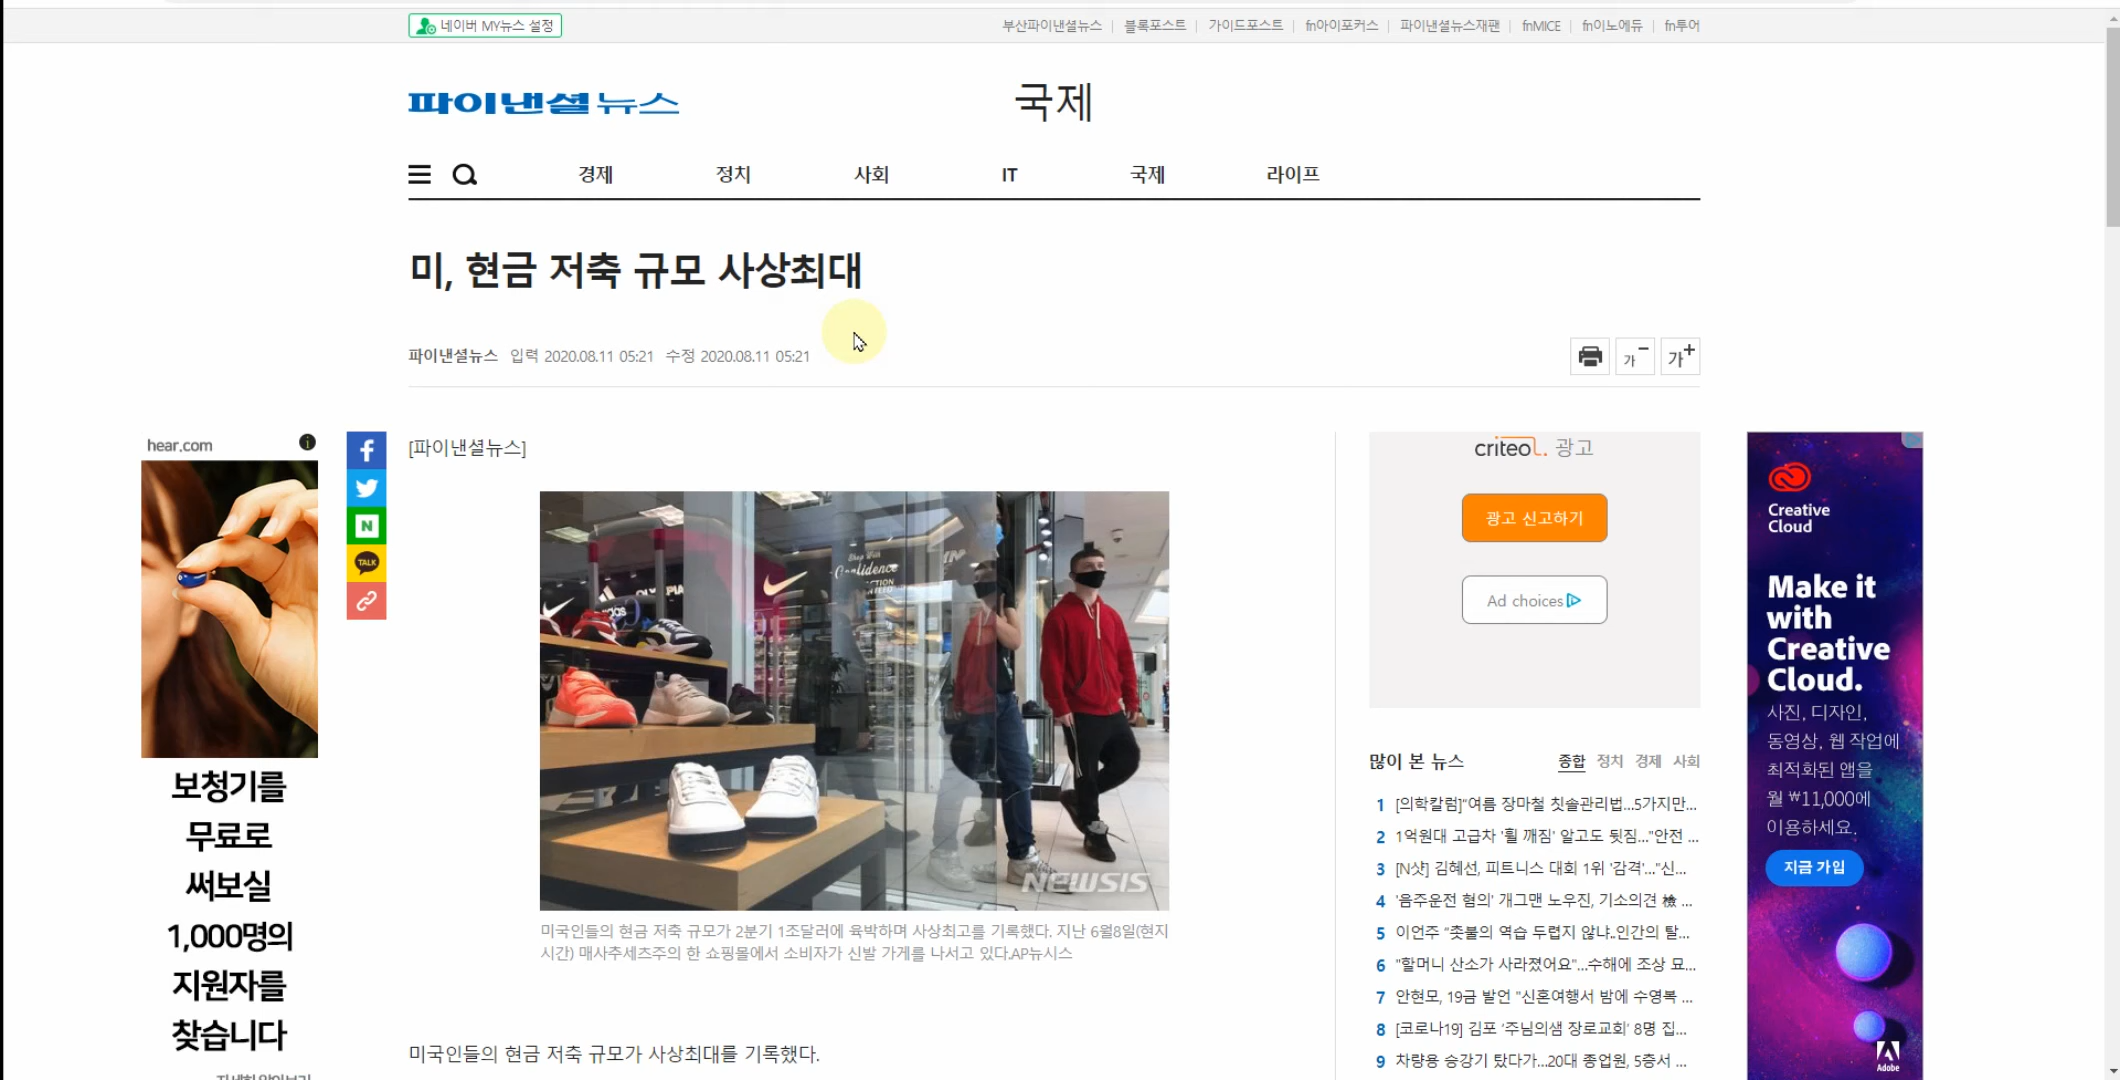 네이버 MY뉴스 설정
부산파이낸셜뉴스 | 블록포스트 | 가이드포스트 | fn아이포커스 | 파이낸셜뉴스재팬 | fnMICE | fn이노에듀 | fn투어
파이낸셜뉴스
국제
경제 정치 사회 IT 국제 라이프
미, 현금 저축 규모 사상최대
파이낸셜뉴스 입력 2020.08.11 05:21 수정 2020.08.11 05:21
가-
가+
hear.com
N
TALK
보청기를
무료로
써보실
1,000명의
지원자를
찾습니다
[파이낸셜뉴스]
Shop With
Confidence
OLYMPIA
adidas
NEWSIS
미국인들의 현금 저축 규모가 2분기 1조달러에 육박하며 사상최고를 기록했다. 지난 6월8일(현지
시간) 매사추세츠주의 한 쇼핑몰에서 소비자가 신발 가게를 나서고 있다.AP뉴시스
미국인들의 현금 저축 규모가 사상최대를 기록했다.
criteo. 광고
광고 신고하기
Ad choices
많이 본 뉴스
종합 정치 경제 사회
1 [의학칼럼]"여름 장마철 칫솔관리법...5가지만...
2 1억원대 고급차 '휠 깨짐' 알고도 뒷짐..."안전 ...
3 [N샷] 김혜선, 피트니스 대회 1위 '감격'..."신...
4 '음주운전 혐의' 개그맨 노우진, 기소의견 檢 ...
5 이언주 "촛불의 역습 두렵지 않냐..인간의 탈...
6 "할머니 산소가 사라졌어요"...수해에 조상 묘...
7 안현모, 19금 발언 "신혼여행서 밤에 수영복 ...
8 [코로나19] 김포 '주님의샘 장로교회' 8명 집...
9 차량용 승강기 탔다가...20대 종업원, 5층서 ...
Creative
Cloud
Make it
with
Creative
Cloud.
사진, 디자인,
동영상, 웹 작업에
최적화된 앱을
월 ₩11,000에
이용하세요.
지금 가입
Adobe